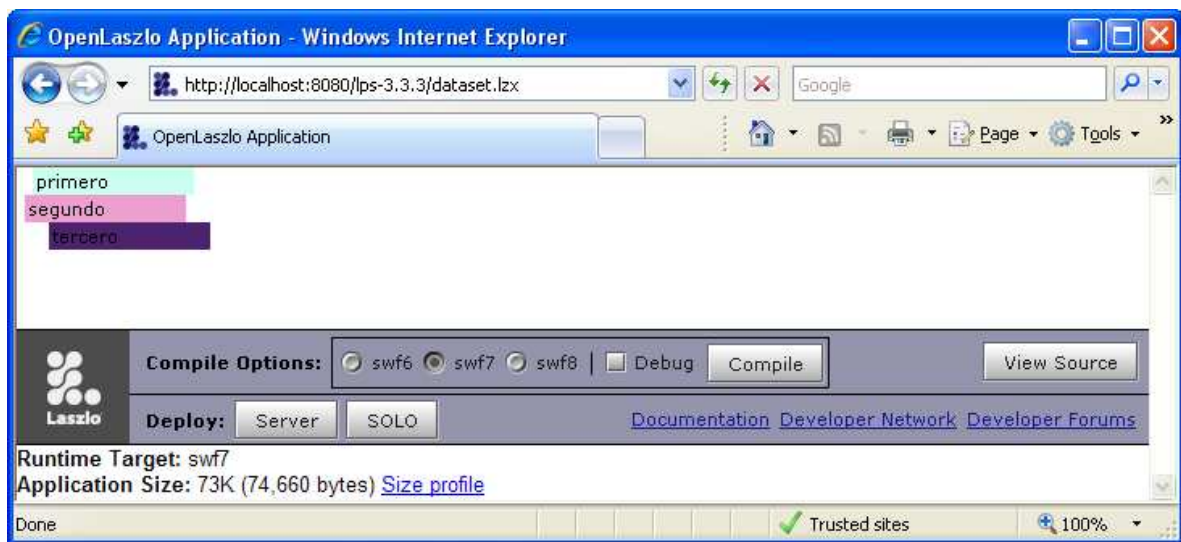 OpenLaszlo Application - Windows Internet Explorer
http://localhost:8080/lps-3.3.3/dataset.lzx
Google
OpenLaszlo Application
Page
Tools
»
primero
segundo
tercero
Laszlo
Compile Options: swf6 swf7 swf8 | Debug Compile View Source
Deploy: Server SOLO Documentation Developer Network Developer Forums
Runtime Target: swf7
Application Size: 73K (74,660 bytes) Size profile
Done Trusted sites 100%